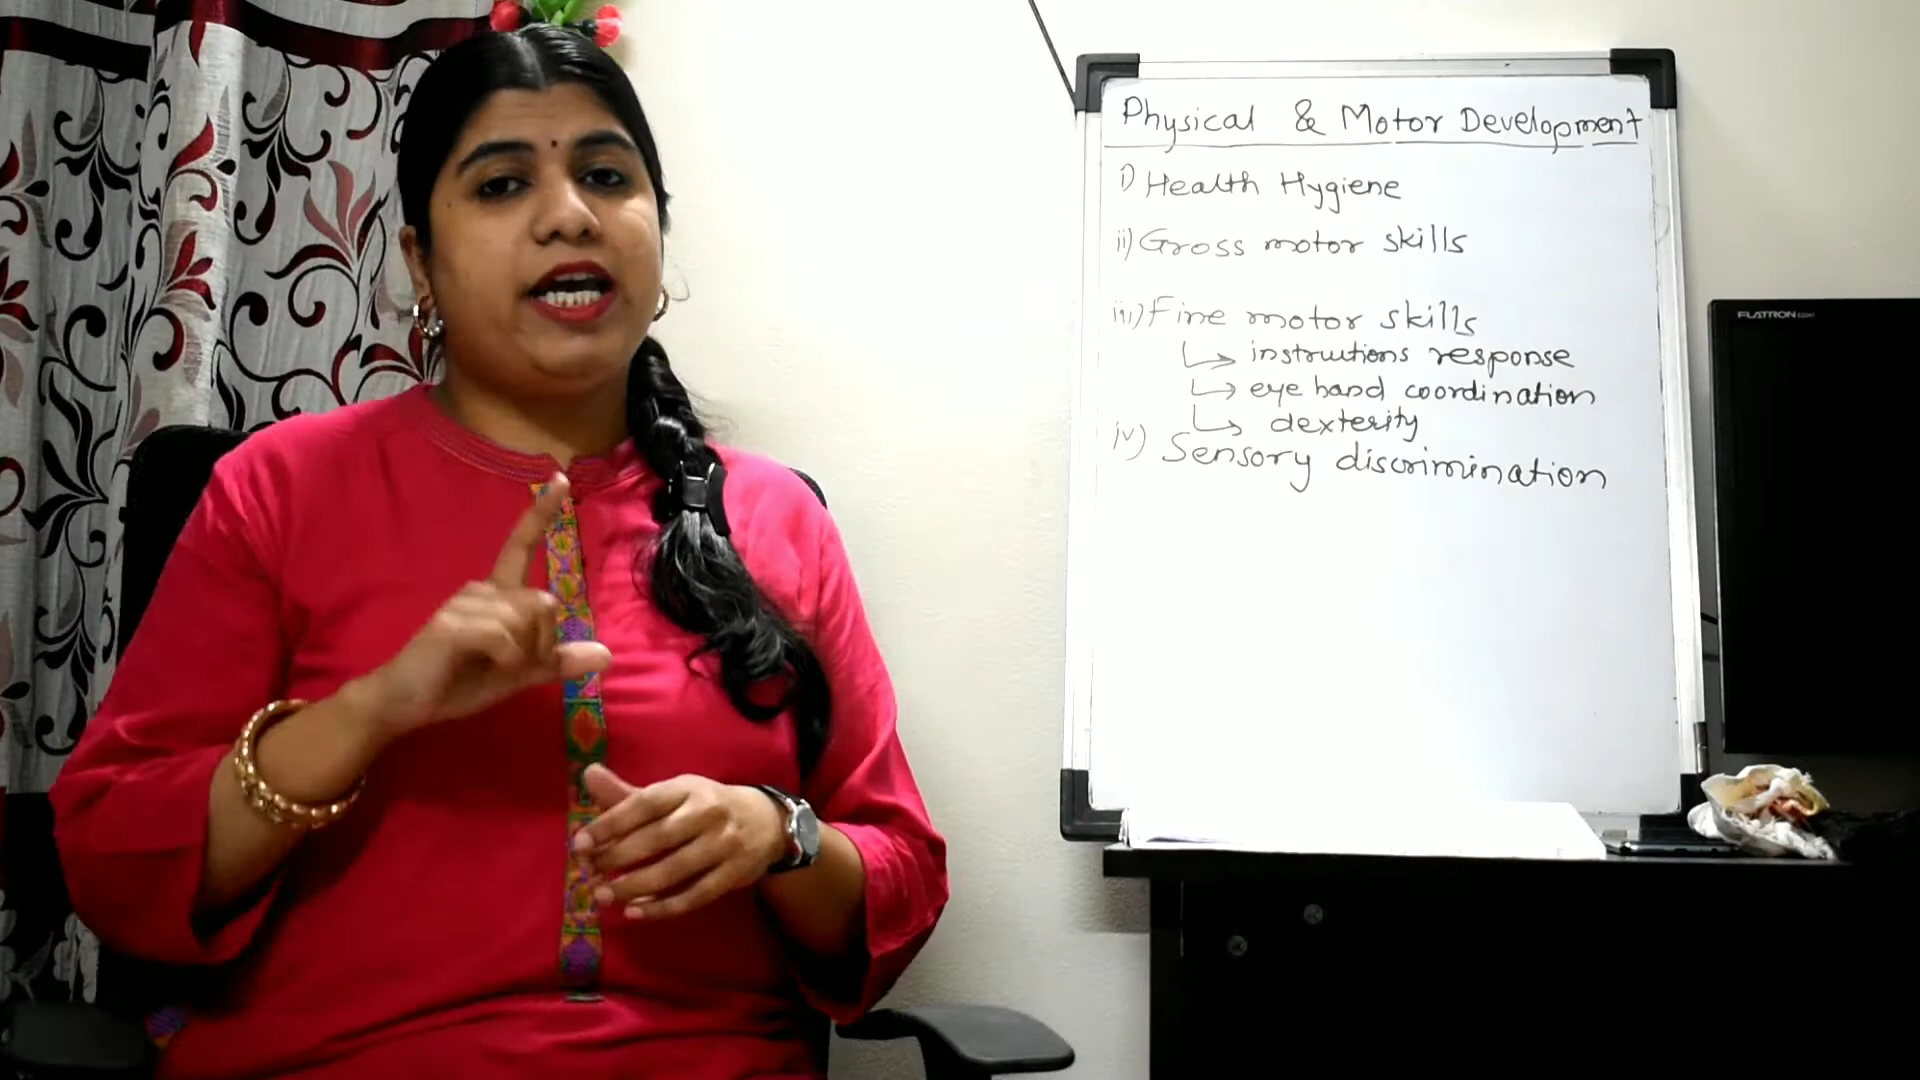 Physical & Motor Development
i) Health Hygiene
ii) Gross motor skills
iii) Fine motor skills
instructions response
eye hand coordination
dexterity
iv) Sensory discrimination
FLATRON